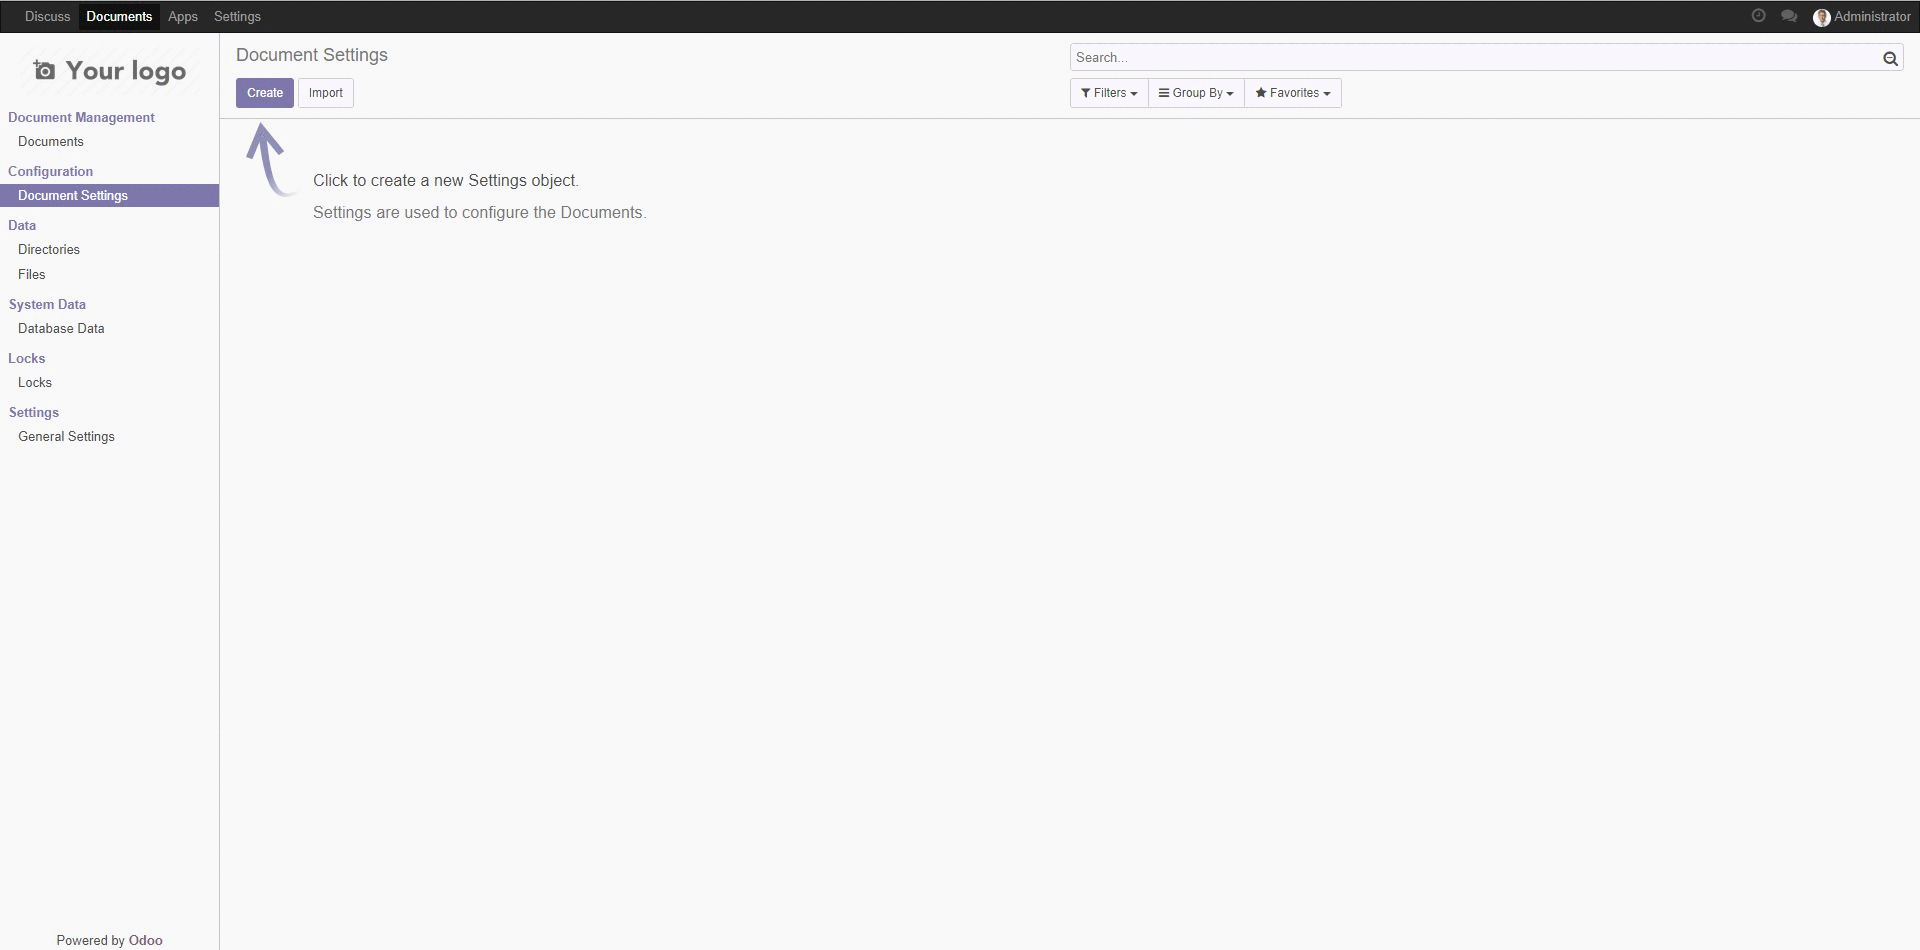 Discuss Documents Apps Settings Administrator
Your logo
Document Settings
Search...
Create Import
Filters Group By Favorites
Document Management
Documents
Configuration
Document Settings
Data
Directories
Files
System Data
Database Data
Locks
Locks
Settings
General Settings
Click to create a new Settings object.
Settings are used to configure the Documents.
Powered by Odoo